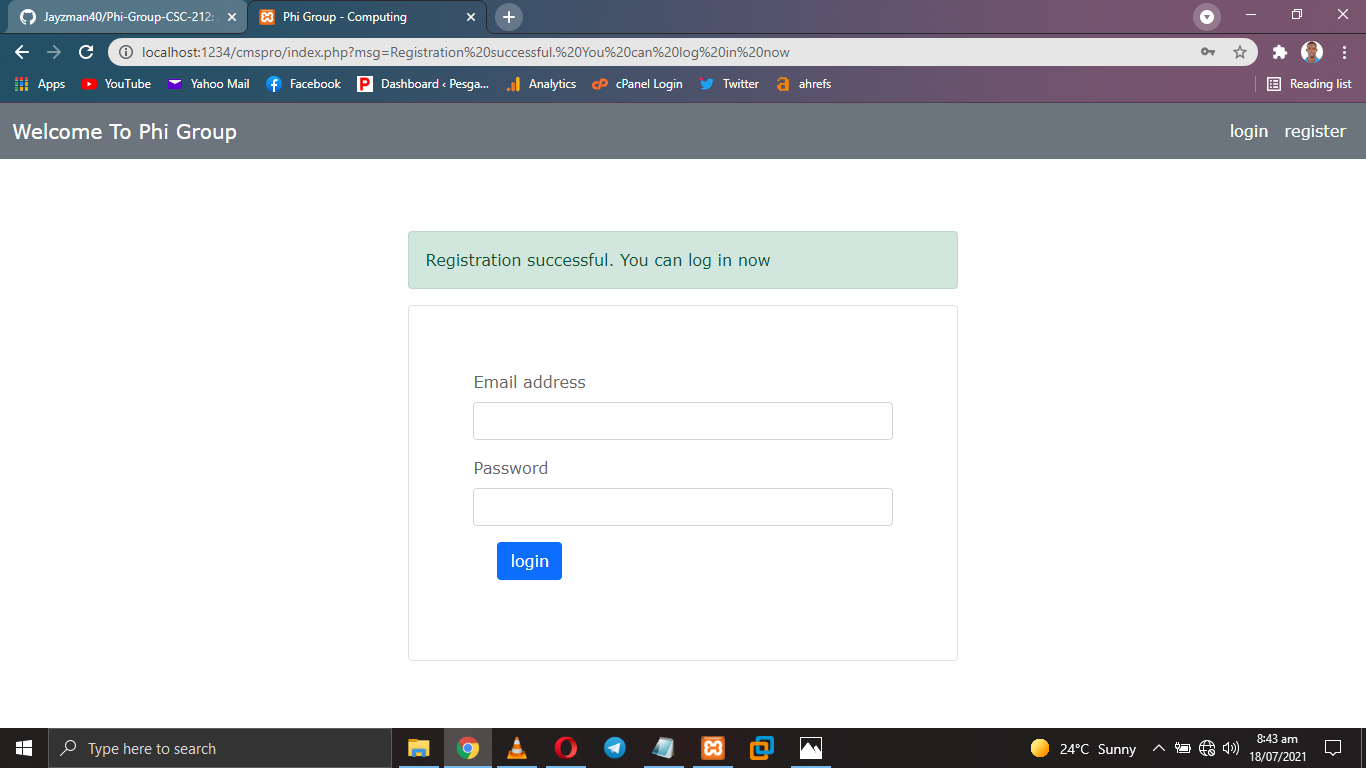 Jayzman40/Phi-Group-CSC-212:
Phi Group - Computing
localhost:1234/cmspro/index.php?msg=Registration%20successful.%20You%20can%20log%20in%20now
Apps YouTube Yahoo Mail Facebook Dashboard ‹ Pesga... Analytics cPanel Login Twitter ahrefs Reading list
Welcome To Phi Group login register
Registration successful. You can log in now
Email address
Password
login
Type here to search
24°C Sunny
8:43 am
18/07/2021